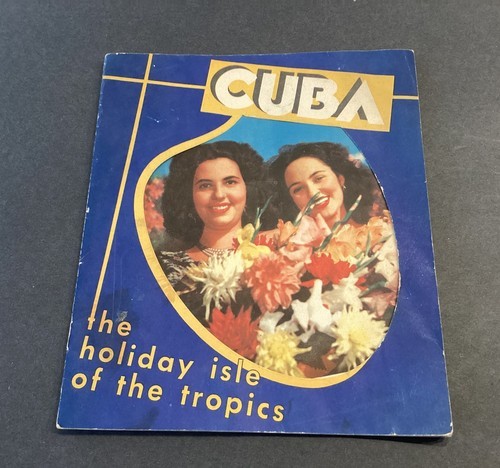 CUBA
the
holiday isle
of the tropics